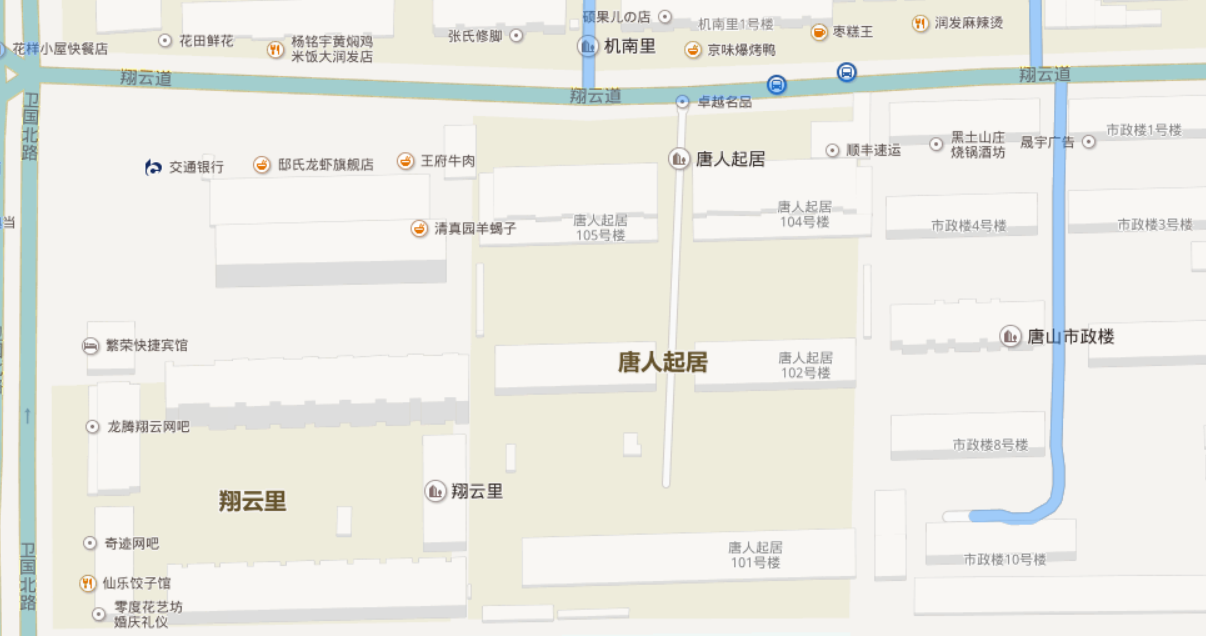 硕果儿の店
机南里1号楼
枣糕王
润发麻辣烫
花样小屋快餐店
花田鲜花
杨铭宇黄焖鸡
米饭大润发店
张氏修脚
机南里
京味爆烤鸭
翔云道
翔云道
翔云道
卓越名品
卫国北路
交通银行
邸氏龙虾旗舰店
王府牛肉
唐人起居
顺丰速运
黑土山庄
烧锅酒坊
晟宇广告
市政楼1号楼
当
清真园羊蝎子
唐人起居
105号楼
唐人起居
104号楼
市政楼4号楼
市政楼3号楼
繁荣快捷宾馆
唐人起居
唐人起居
102号楼
唐山市政楼
龙腾翔云网吧
市政楼8号楼
翔云里
翔云里
卫国北路
奇迹网吧
唐人起居
101号楼
市政楼10号楼
仙乐饺子馆
零度花艺坊
婚庆礼仪